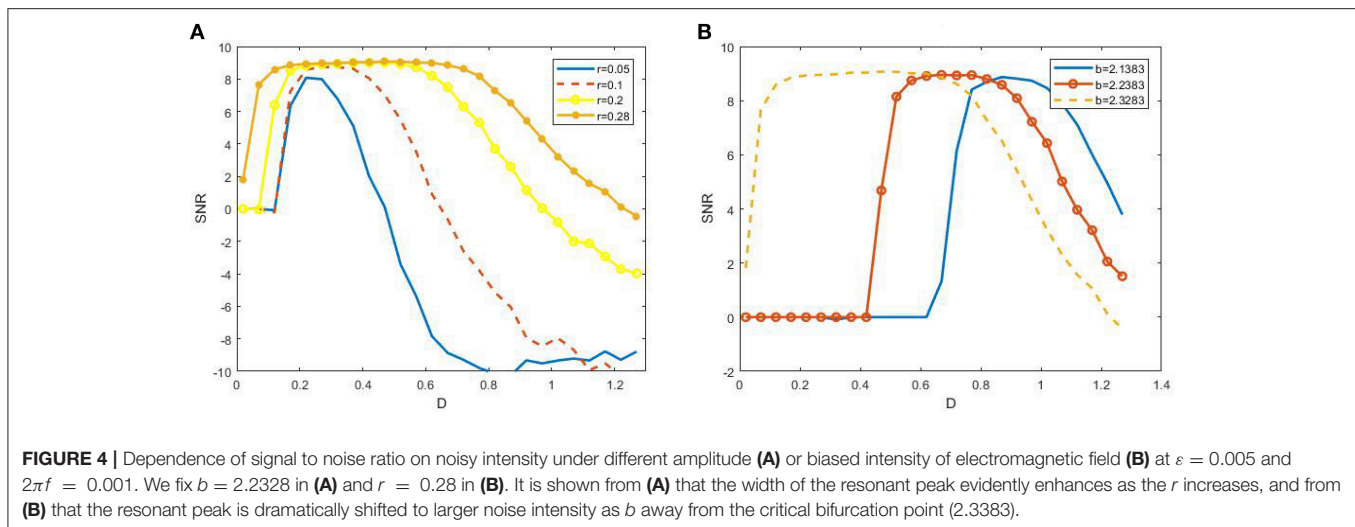 A
B
10
8
6
4
2
0
-2
-4
-6
-8
-10
SNR
0
0.2
0.4
0.6
0.8
1
1.2
D
r=0.05
r=0.1
r=0.2
r=0.28
10
8
6
4
2
0
-2
SNR
0
0.2
0.4
0.6
0.8
1
1.2
1.4
D
b=2.1383
b=2.2383
b=2.3283
FIGURE 4 | Dependence of signal to noise ratio on noisy intensity under different amplitude (A) or biased intensity of electromagnetic field (B) at ε = 0.005 and
2πf = 0.001. We fix b = 2.2328 in (A) and r = 0.28 in (B). It is shown from (A) that the width of the resonant peak evidently enhances as the r increases, and from
(B) that the resonant peak is dramatically shifted to larger noise intensity as b away from the critical bifurcation point (2.3383).